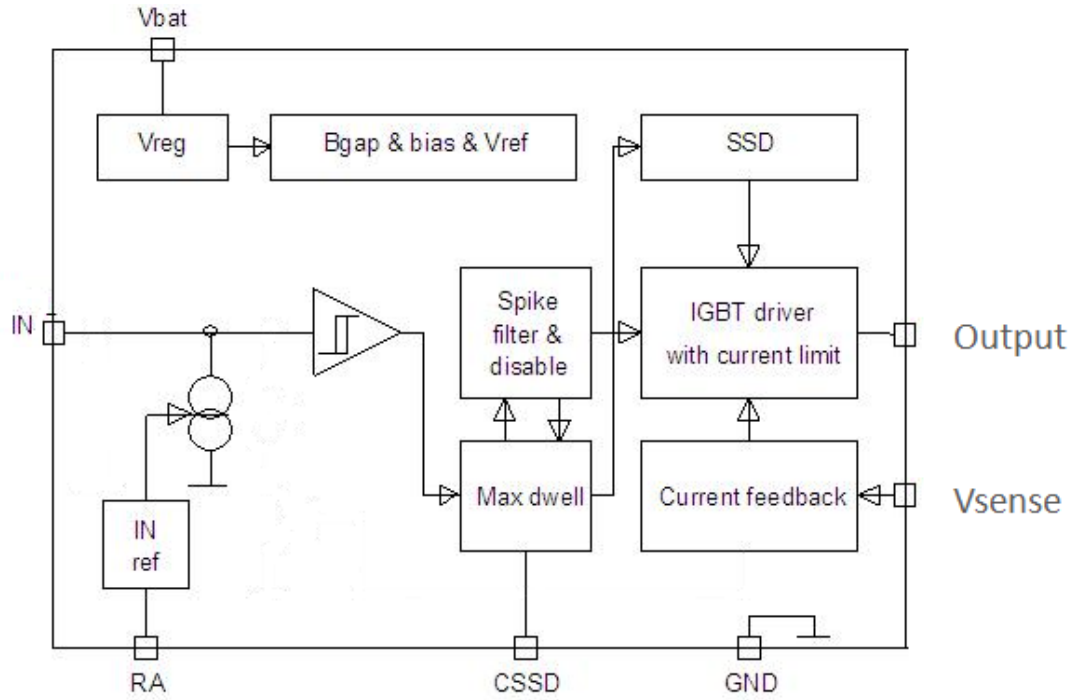 Vbat
Vreg
Bgap & bias & Vref
SSD
IN
Spike
filter &
disable
IGBT driver
with current limit
Output
Max dwell
Current feedback
Vsense
IN
ref
RA
CSSD
GND